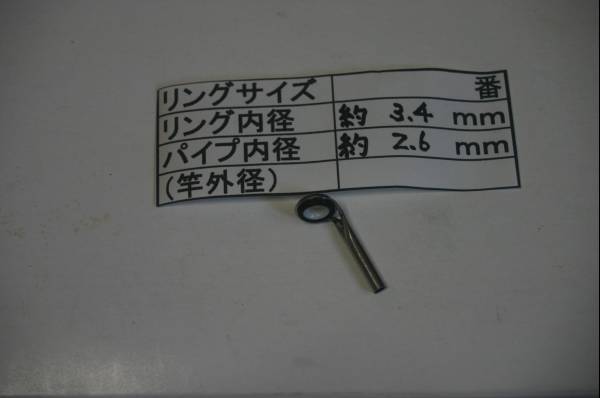 リングサイズ 番
リング内径 約 3.4 mm
パイプ内径 約 2.6 mm
(竿外径)